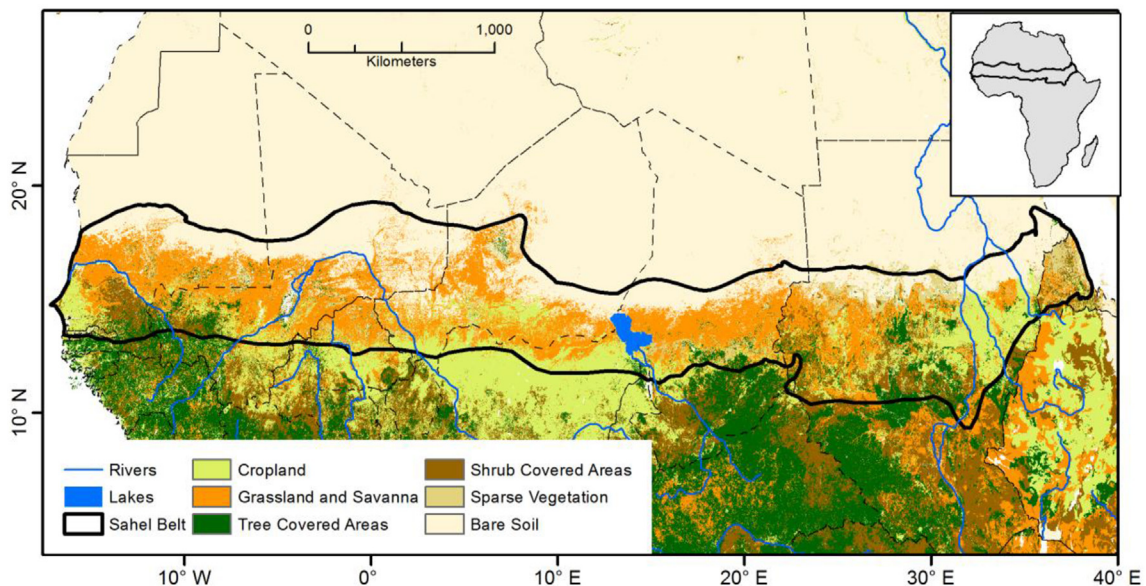 0 1,000
Kilometers
20° N
10° N
Rivers
Lakes
Sahel Belt
Cropland
Grassland and Savanna
Tree Covered Areas
Shrub Covered Areas
Sparse Vegetation
Bare Soil
10° W 0° 10° E 20° E 30° E 40° E